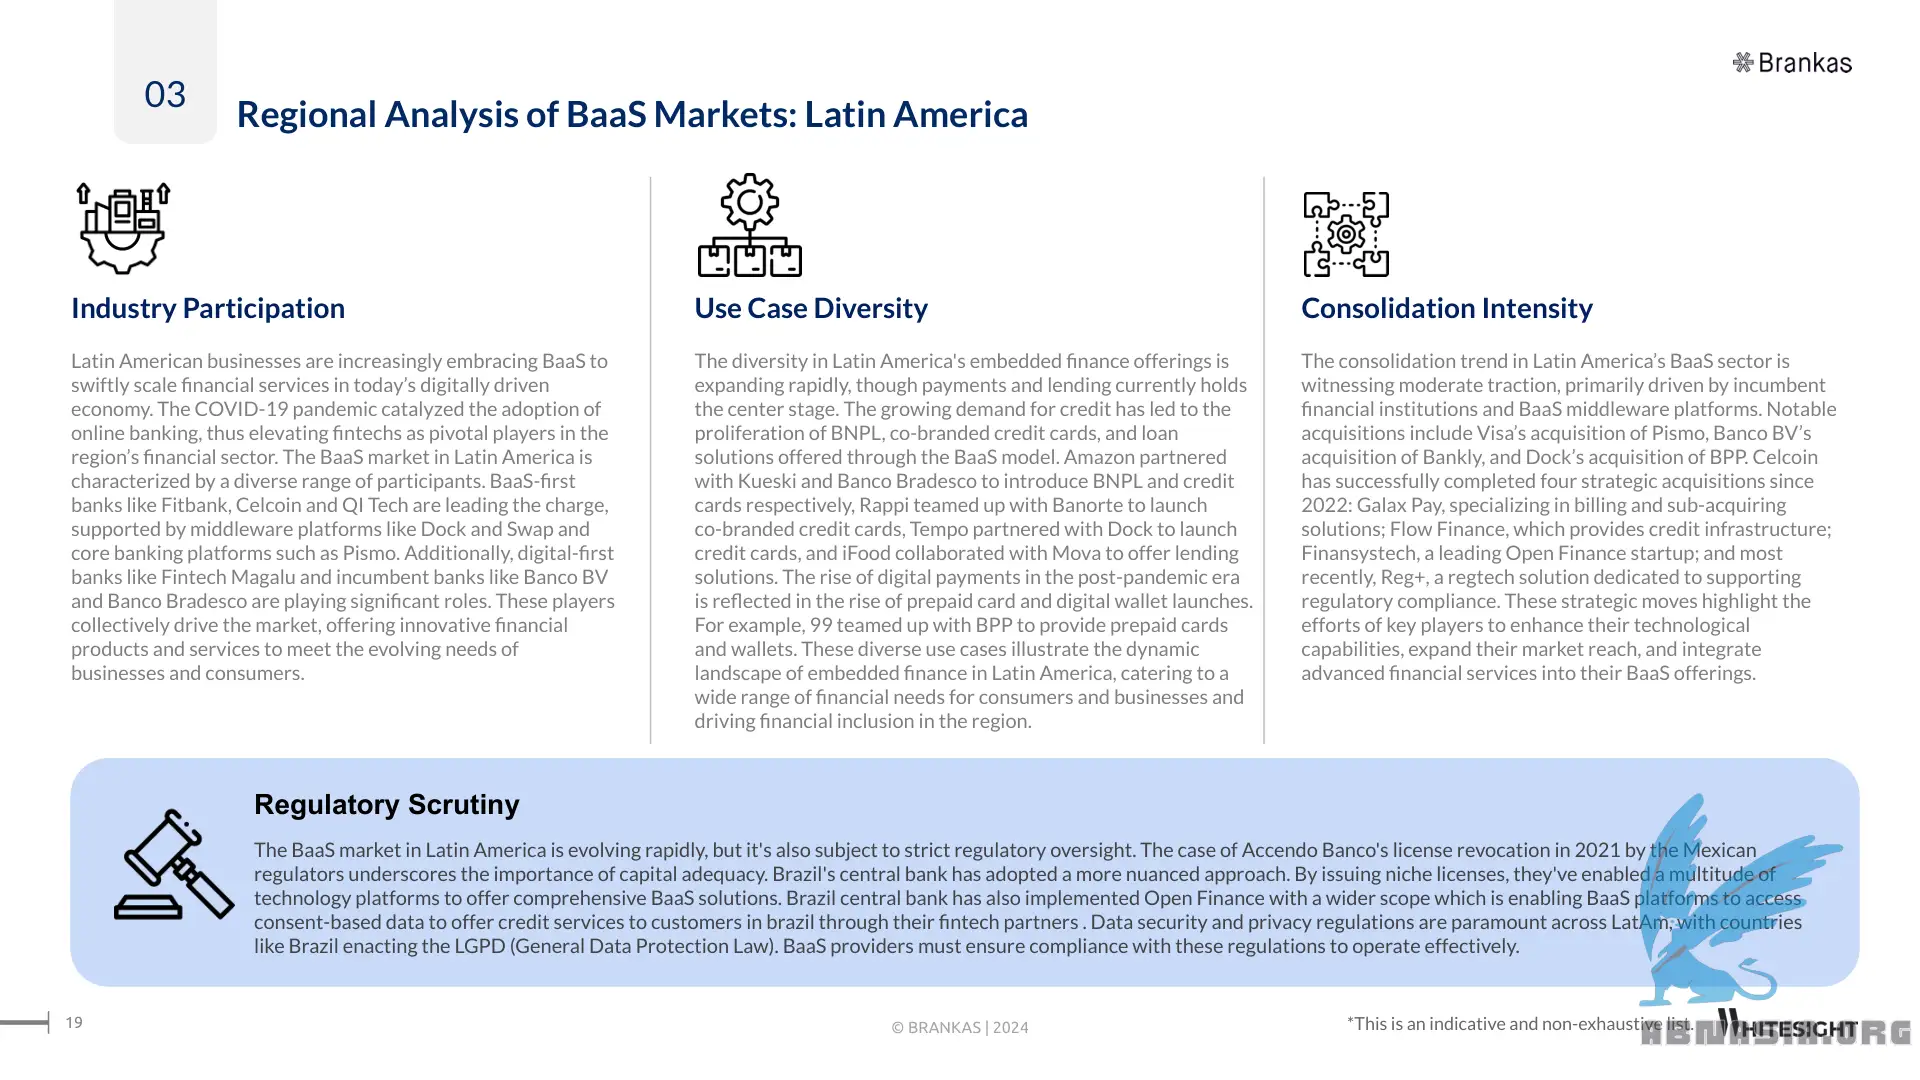 03
Brankas
Regional Analysis of BaaS Markets: Latin America
Industry Participation
Latin American businesses are increasingly embracing BaaS to
swiftly scale financial services in today’s digitally driven
economy. The COVID-19 pandemic catalyzed the adoption of
online banking, thus elevating fintechs as pivotal players in the
region’s financial sector. The BaaS market in Latin America is
characterized by a diverse range of participants. BaaS-first
banks like Fitbank, Celcoin and QI Tech are leading the charge,
supported by middleware platforms like Dock and Swap and
core banking platforms such as Pismo. Additionally, digital-first
banks like Fintech Magalu and incumbent banks like Banco BV
and Banco Bradesco are playing significant roles. These players
collectively drive the market, offering innovative financial
products and services to meet the evolving needs of
businesses and consumers.
Use Case Diversity
The diversity in Latin America's embedded finance offerings is
expanding rapidly, though payments and lending currently holds
the center stage. The growing demand for credit has led to the
proliferation of BNPL, co-branded credit cards, and loan
solutions offered through the BaaS model. Amazon partnered
with Kueski and Banco Bradesco to introduce BNPL and credit
cards respectively, Rappi teamed up with Banorte to launch
co-branded credit cards, Tempo partnered with Dock to launch
credit cards, and iFood collaborated with Mova to offer lending
solutions. The rise of digital payments in the post-pandemic era
is reflected in the rise of prepaid card and digital wallet launches.
For example, 99 teamed up with BPP to provide prepaid cards
and wallets. These diverse use cases illustrate the dynamic
landscape of embedded finance in Latin America, catering to a
wide range of financial needs for consumers and businesses and
driving financial inclusion in the region.
Consolidation Intensity
The consolidation trend in Latin America’s BaaS sector is
witnessing moderate traction, primarily driven by incumbent
financial institutions and BaaS middleware platforms. Notable
acquisitions include Visa’s acquisition of Pismo, Banco BV’s
acquisition of Bankly, and Dock’s acquisition of BPP. Celcoin
has successfully completed four strategic acquisitions since
2022: Galax Pay, specializing in billing and sub-acquiring
solutions; Flow Finance, which provides credit infrastructure;
Finansystech, a leading Open Finance startup; and most
recently, Reg+, a regtech solution dedicated to supporting
regulatory compliance. These strategic moves highlight the
efforts of key players to enhance their technological
capabilities, expand their market reach, and integrate
advanced financial services into their BaaS offerings.
Regulatory Scrutiny
The BaaS market in Latin America is evolving rapidly, but it's also subject to strict regulatory oversight. The case of Accendo Banco's license revocation in 2021 by the Mexican
regulators underscores the importance of capital adequacy. Brazil's central bank has adopted a more nuanced approach. By issuing niche licenses, they've enabled a multitude of
technology platforms to offer comprehensive BaaS solutions. Brazil central bank has also implemented Open Finance with a wider scope which is enabling BaaS platforms to access
consent-based data to offer credit services to customers in brazil through their fintech partners . Data security and privacy regulations are paramount across LatAm, with countries
like Brazil enacting the LGPD (General Data Protection Law). BaaS providers must ensure compliance with these regulations to operate effectively.
19
© BRANKAS | 2024
*This is an indicative and non-exhaustive list.
WHITESIGHT
ABNASIA.ORG